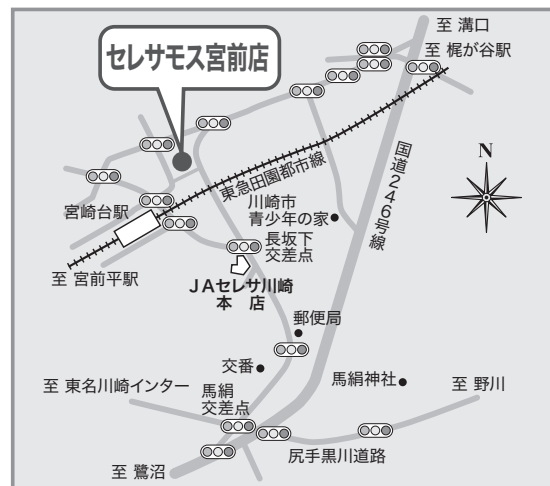 至 溝口
至 梶が谷駅
セレサモス宮前店
N
国道246号線
東急田園都市線
宮崎台駅
川崎市
青少年の家
長坂下
交差点
至 宮前平駅
JAセレサ川崎
本 店
郵便局
交番
馬絹神社
至 東名川崎インター
馬絹
交差点
至 野川
尻手黒川道路
至 鷺沼